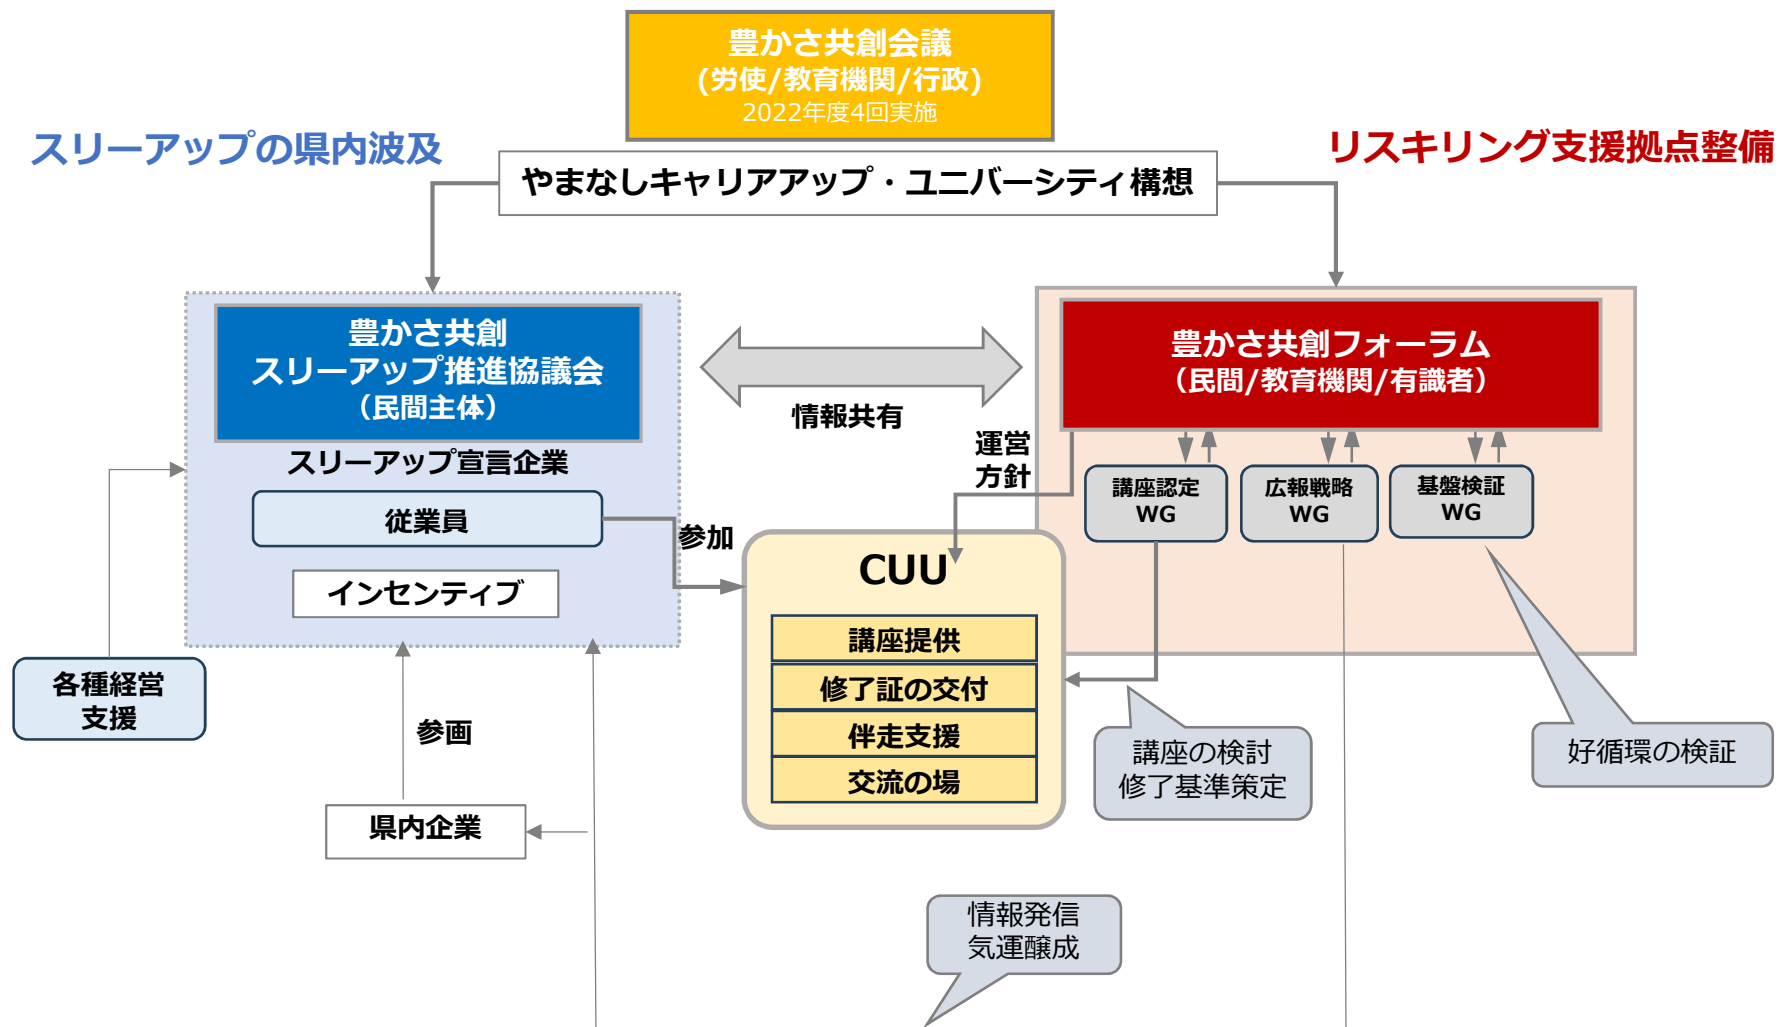 豊かさ共創会議
(労使/教育機関/行政)
2022年度4回実施
スリーアップの県内波及
リスキリング支援拠点整備
やまなしキャリアアップ・ユニバーシティ構想
豊かさ共創
スリーアップ推進協議会
（民間主体）
スリーアップ宣言企業
従業員
インセンティブ
情報共有
豊かさ共創フォーラム
（民間/教育機関/有識者）
運営
方針
講座認定
WG
広報戦略
WG
基盤検証
WG
参加
CUU
講座提供
修了証の交付
伴走支援
交流の場
各種経営
支援
参画
県内企業
講座の検討
修了基準策定
好循環の検証
情報発信
気運醸成